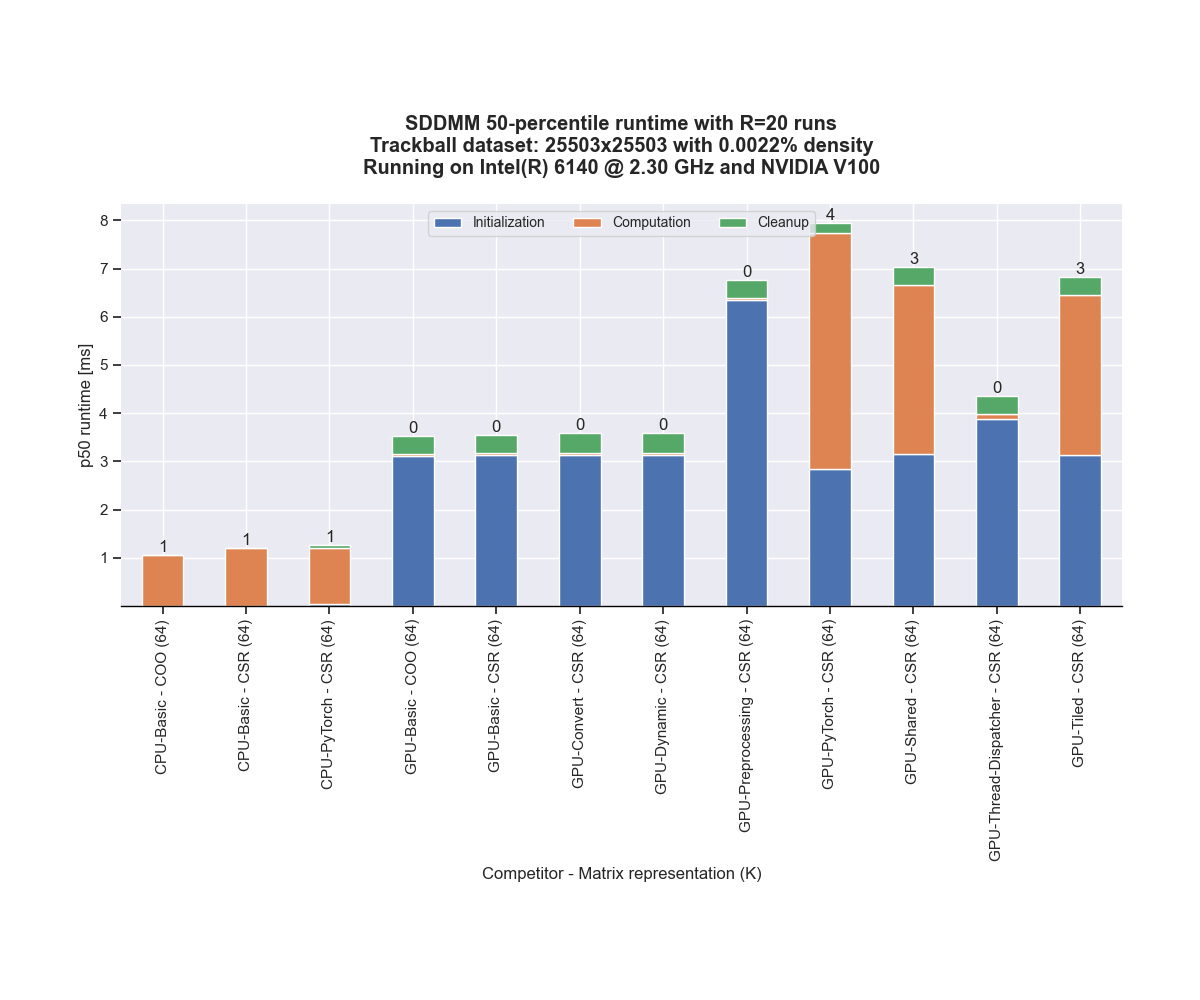 SDDMM 50-percentile runtime with R=20 runs
Trackball dataset: 25503x25503 with 0.0022% density
Running on Intel(R) 6140 @ 2.30 GHz and NVIDIA V100
Initialization
Computation
Cleanup
p50 runtime [ms]
8
7
6
5
4
3
2
1
1
1
1
0
0
0
0
0
4
3
0
3
CPU-Basic - COO (64)
CPU-Basic - CSR (64)
CPU-PyTorch - CSR (64)
GPU-Basic - COO (64)
GPU-Basic - CSR (64)
GPU-Convert - CSR (64)
GPU-Dynamic - CSR (64)
GPU-Preprocessing - CSR (64)
GPU-PyTorch - CSR (64)
GPU-Shared - CSR (64)
GPU-Thread-Dispatcher - CSR (64)
GPU-Tiled - CSR (64)
Competitor - Matrix representation (K)